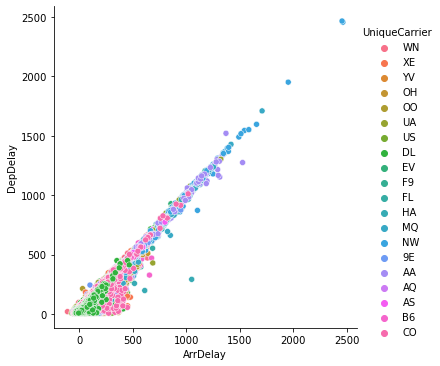 2500
2000
1500
1000
500
0
DepDelay
0
500
1000
1500
2000
2500
ArrDelay
UniqueCarrier
WN
XE
YV
OH
OO
UA
US
DL
EV
F9
FL
HA
MQ
NW
9E
AA
AQ
AS
B6
CO